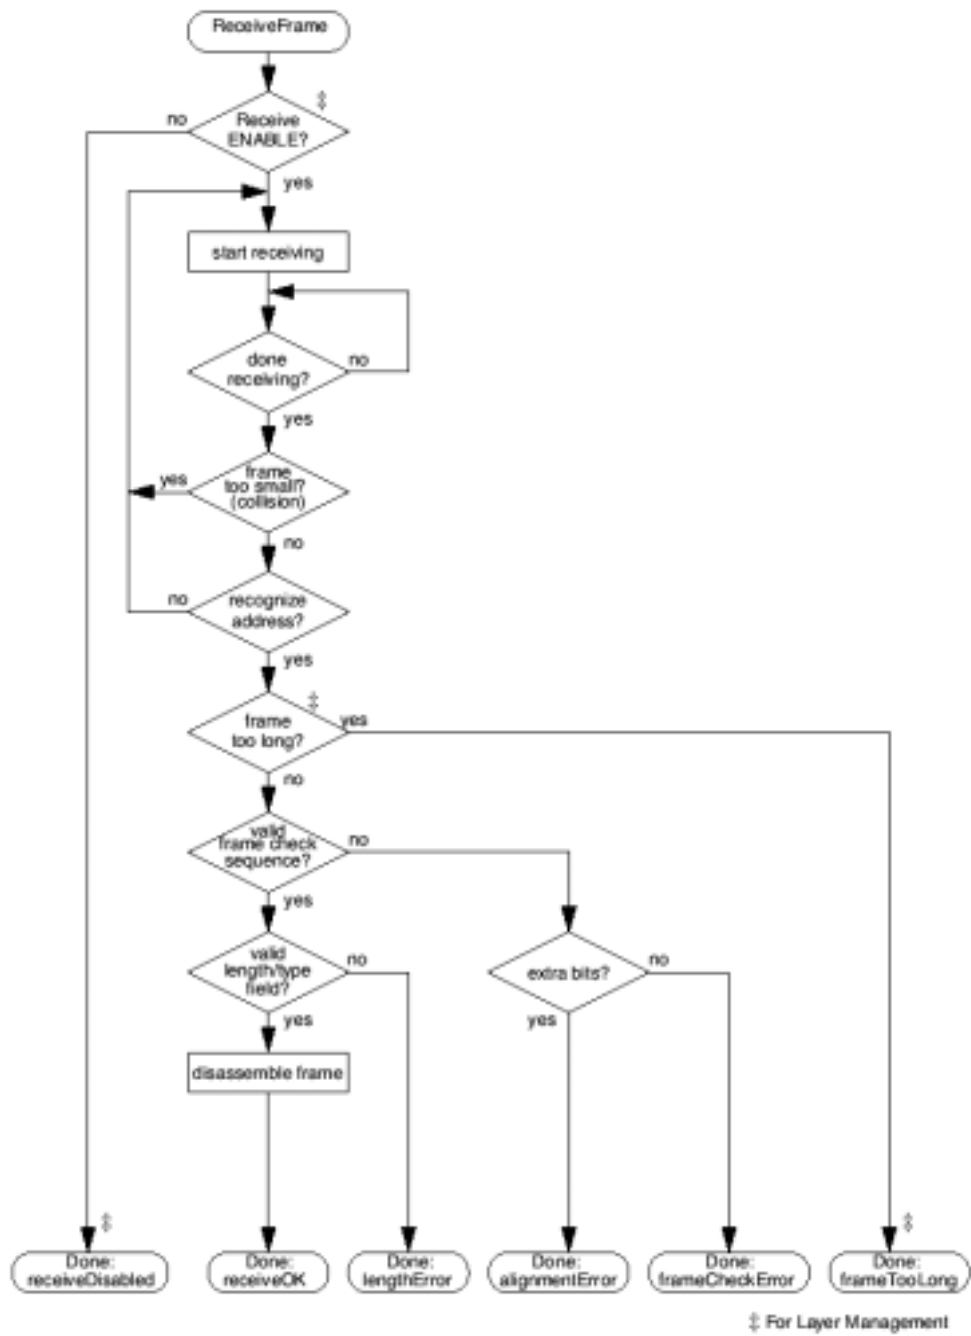 ReceiveFrame
‡
no
Receive
ENABLE?
yes
start receiving
done
receiving?
no
yes
frame
too small?
(collision)
yes
no
recognize
address?
no
yes
‡
frame
too long?
yes
no
valid
frame check
sequence?
no
yes
valid
length/type
field?
no
extra bits?
no
yes
yes
disassemble frame
‡
‡
Done:
receiveDisabled
Done:
receiveOK
Done:
lengthError
Done:
alignmentError
Done:
frameCheckError
Done:
frameTooLong
‡ For Layer Management